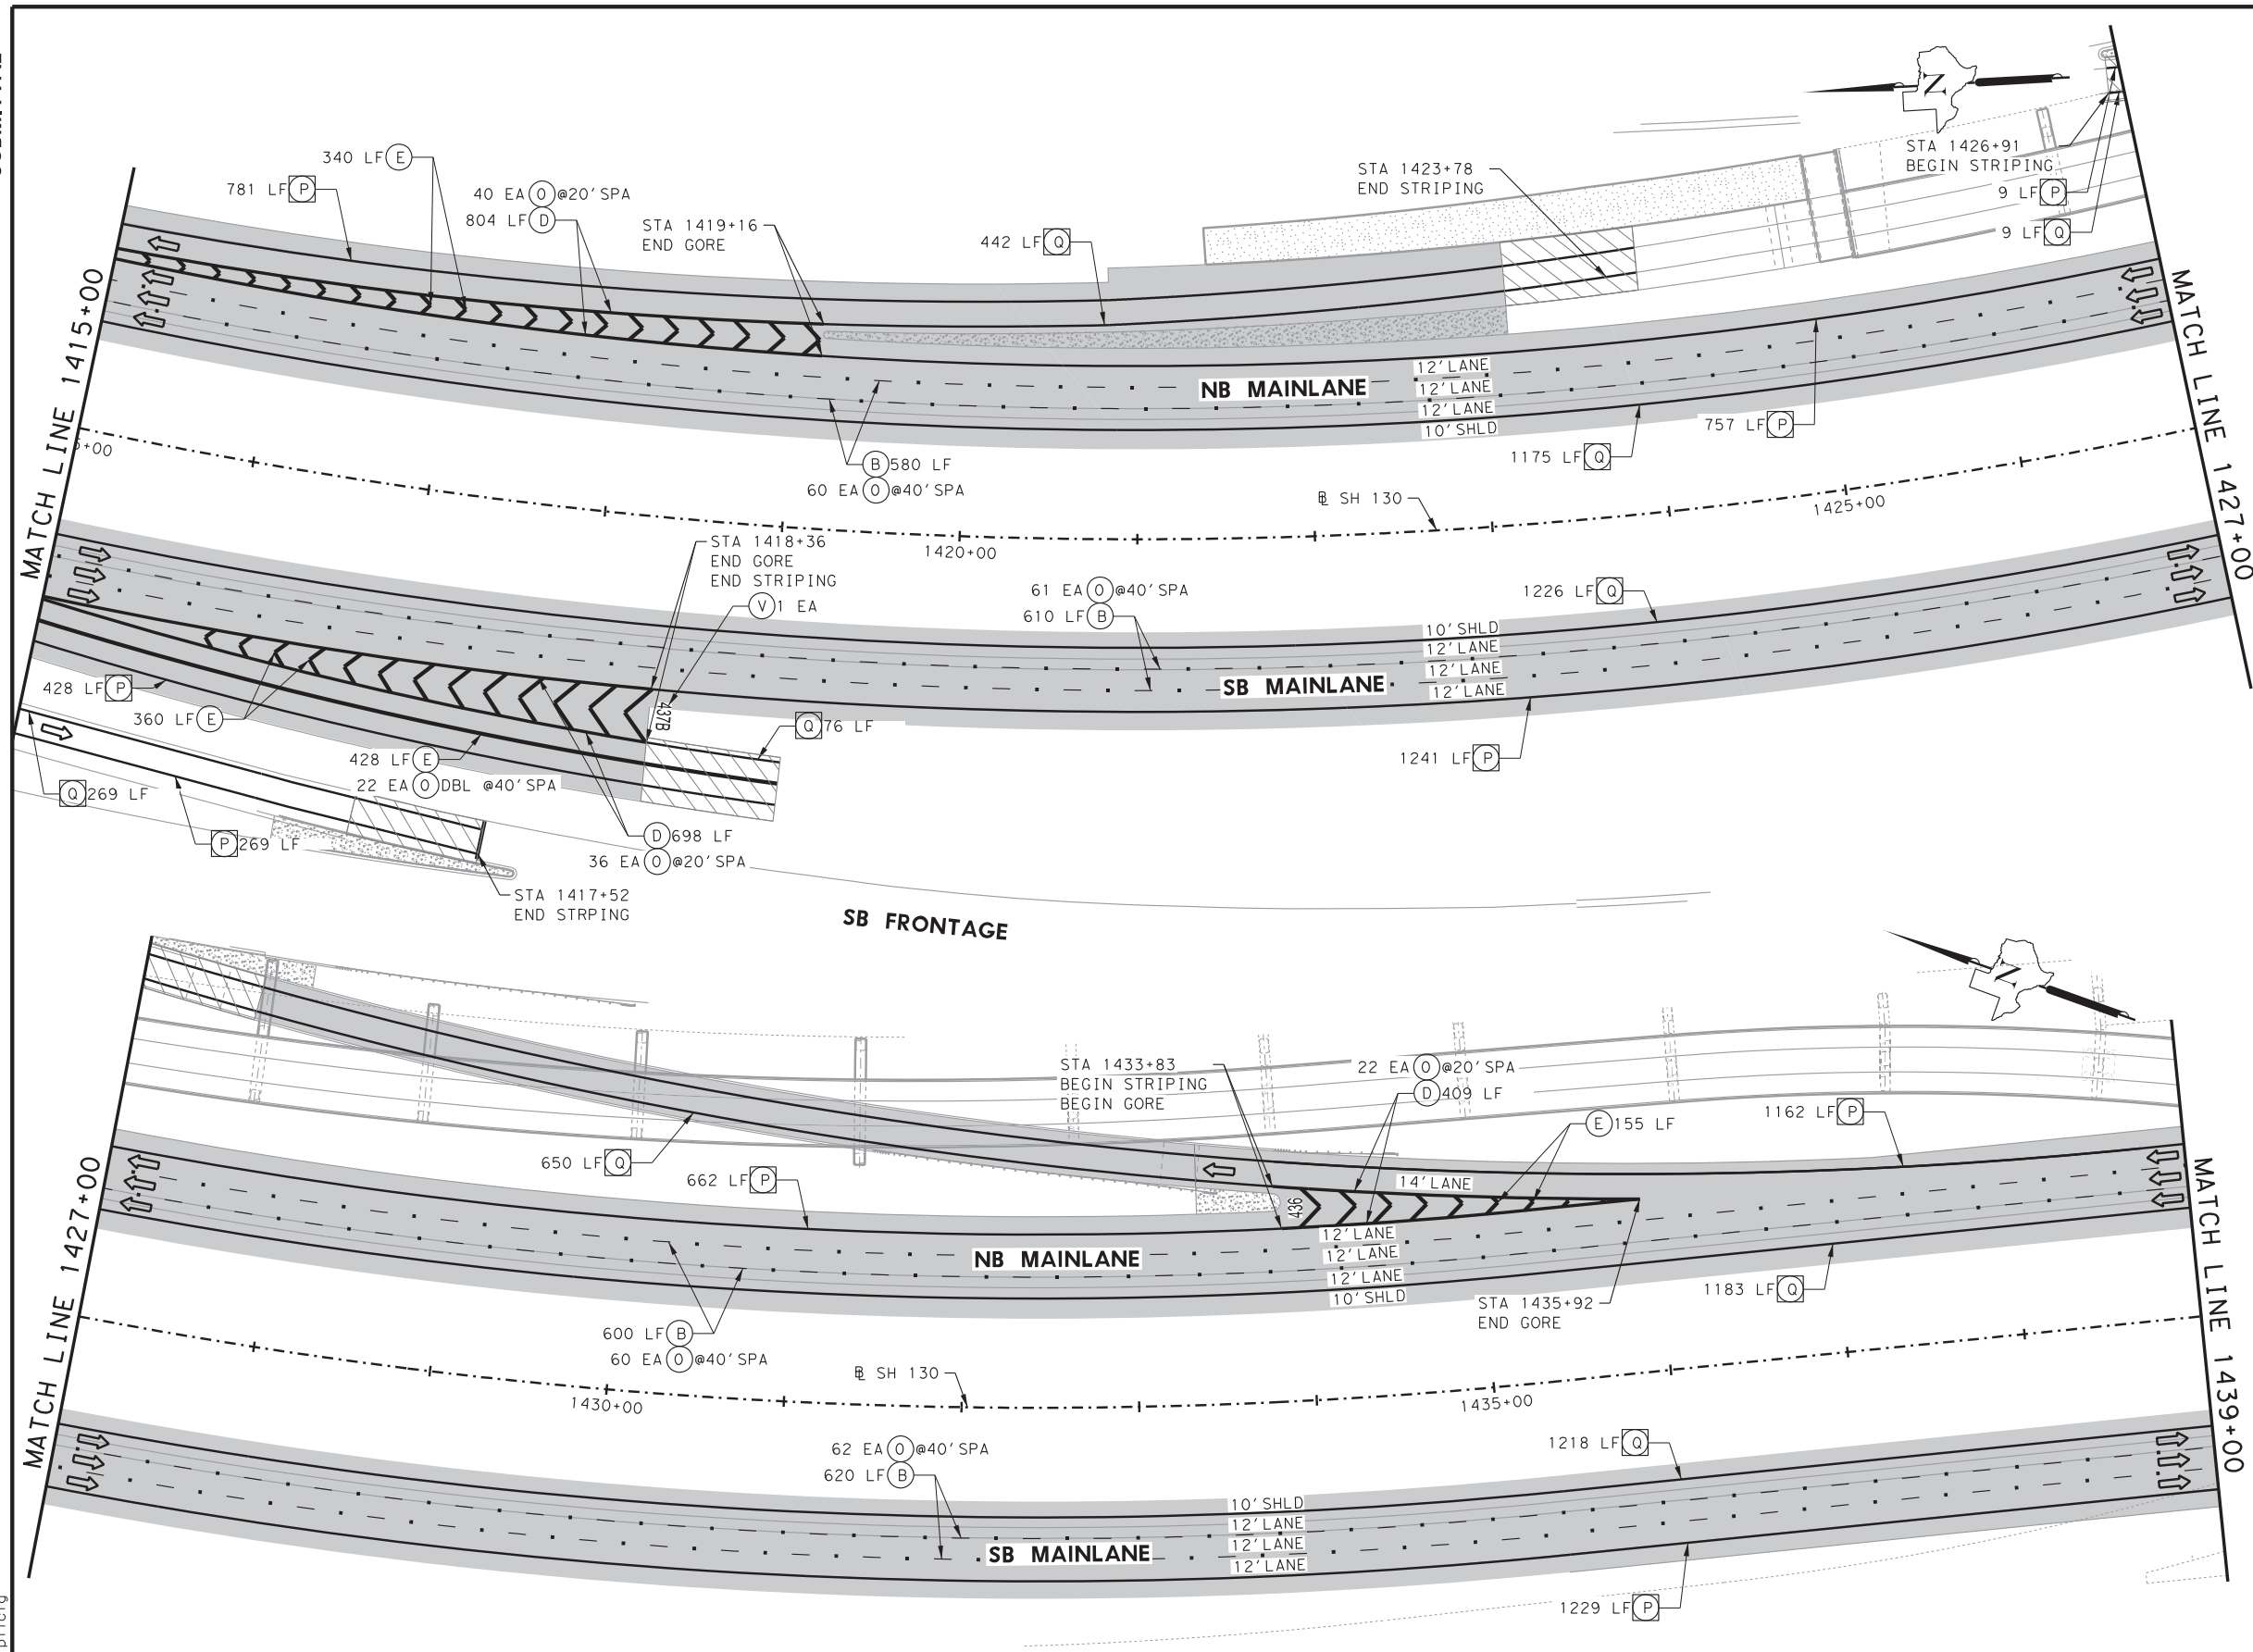 340 LF E
781 LF P
40 EA O @20' SPA
804 LF D
STA 1419+16
END GORE
442 LF Q
STA 1423+78
END STRIPING
N
STA 1426+91
BEGIN STRIPING
9 LF P
9 LF Q
MATCH LINE 1415+00
MATCH LINE 1427+00
12' LANE
NB MAINLANE
12' LANE
12' LANE
10' SHLD
757 LF P
1175 LF Q
B 580 LF
60 EA O @40' SPA
+00
℄ SH 130
1425+00
1420+00
STA 1418+36
END GORE
END STRIPING
V 1 EA
61 EA O @40' SPA
610 LF B
1226 LF Q
10' SHLD
12' LANE
12' LANE
SB MAINLANE
12' LANE
428 LF P
360 LF E
437B
Q 76 LF
428 LF E
22 EA O DBL @40' SPA
1241 LF P
Q 269 LF
P 269 LF
D 698 LF
36 EA O @20' SPA
STA 1417+52
END STRPING
SB FRONTAGE
N
STA 1433+83
BEGIN STRIPING
BEGIN GORE
22 EA O @20' SPA
D 409 LF
E 155 LF
1162 LF P
650 LF Q
662 LF P
14' LANE
436
MATCH LINE 1427+00
MATCH LINE 1439+00
12' LANE
NB MAINLANE
12' LANE
12' LANE
10' SHLD
1183 LF Q
STA 1435+92
END GORE
600 LF B
60 EA O @40' SPA
℄ SH 130
1430+00
1435+00
62 EA O @40' SPA
620 LF B
1218 LF Q
10' SHLD
12' LANE
12' LANE
SB MAINLANE
12' LANE
1229 LF P